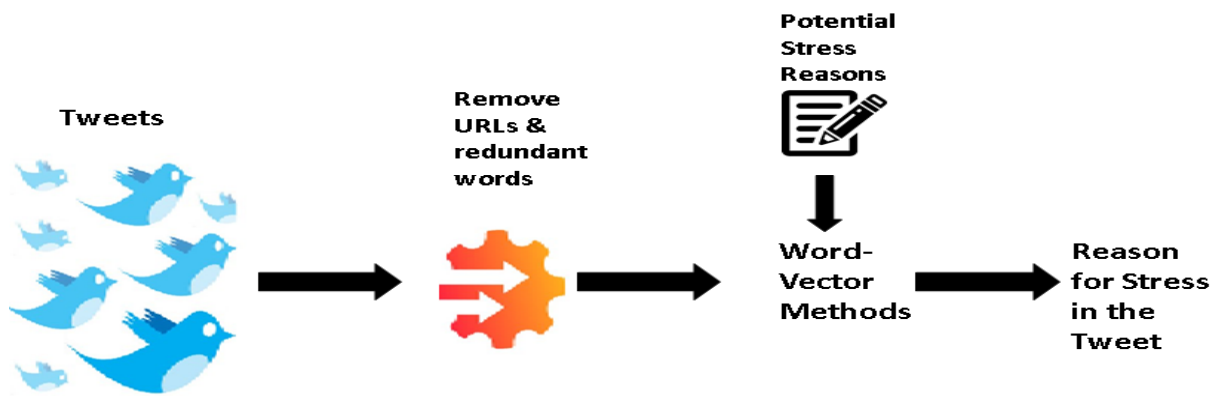 Tweets
Remove
URLs &
redundant
words
Potential
Stress
Reasons
Word-
Vector
Methods
Reason
for Stress
in the
Tweet